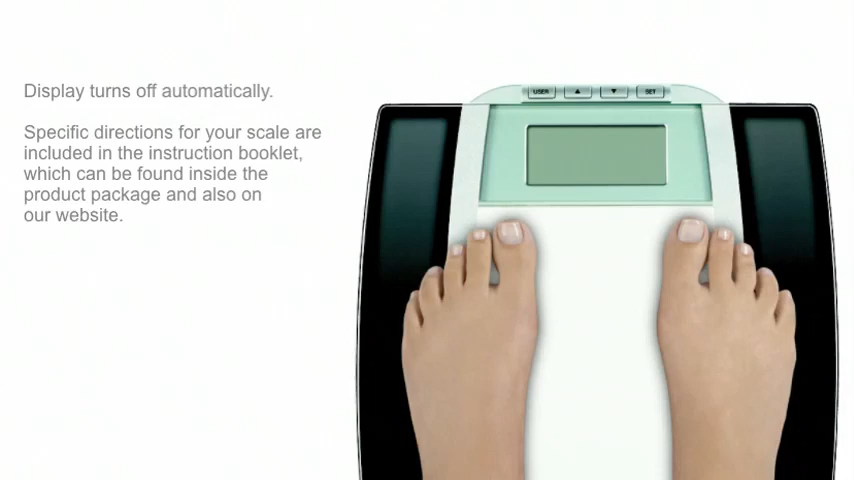 Display turns off automatically.
Specific directions for your scale are
included in the instruction booklet,
which can be found inside the
product package and also on
our website.
USER ▲ ▼ SET